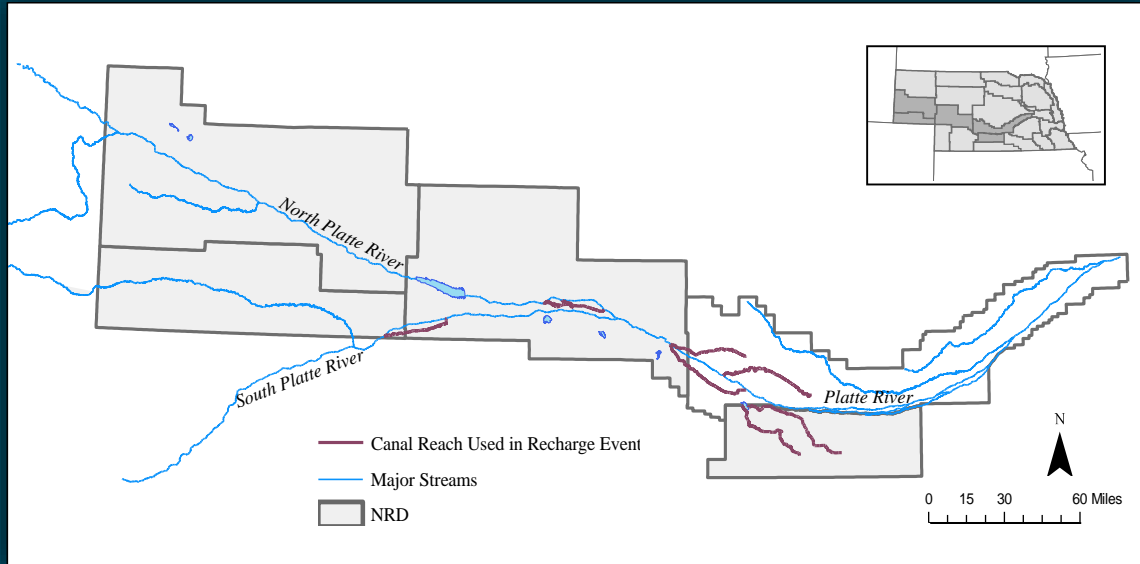 North Platte River
South Platte River
Platte River
Canal Reach Used in Recharge Event
Major Streams
NRD
N
0 15 30 60 Miles